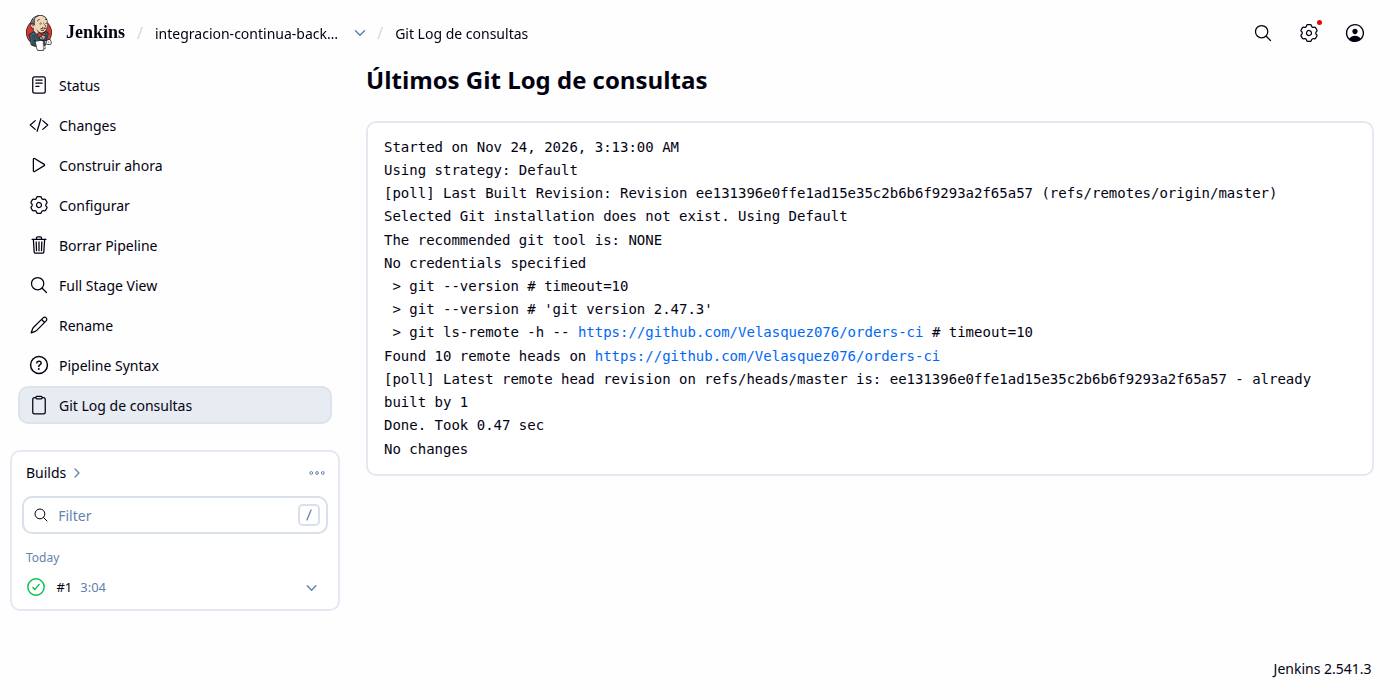 Jenkins / integracion-continua-back... / Git Log de consultas
Status
Changes
Construir ahora
Configurar
Borrar Pipeline
Full Stage View
Rename
Pipeline Syntax
Git Log de consultas
Builds
Filter /
Today
#1 3:04
Últimos Git Log de consultas
Started on Nov 24, 2026, 3:13:00 AM
Using strategy: Default
[poll] Last Built Revision: Revision ee131396e0ffe1ad15e35c2b6b6f9293a2f65a57 (refs/remotes/origin/master)
Selected Git installation does not exist. Using Default
The recommended git tool is: NONE
No credentials specified
 > git --version # timeout=10
 > git --version # 'git version 2.47.3'
 > git ls-remote -h -- https://github.com/Velasquez076/orders-ci # timeout=10
Found 10 remote heads on https://github.com/Velasquez076/orders-ci
[poll] Latest remote head revision on refs/heads/master is: ee131396e0ffe1ad15e35c2b6b6f9293a2f65a57 - already
built by 1
Done. Took 0.47 sec
No changes
Jenkins 2.541.3